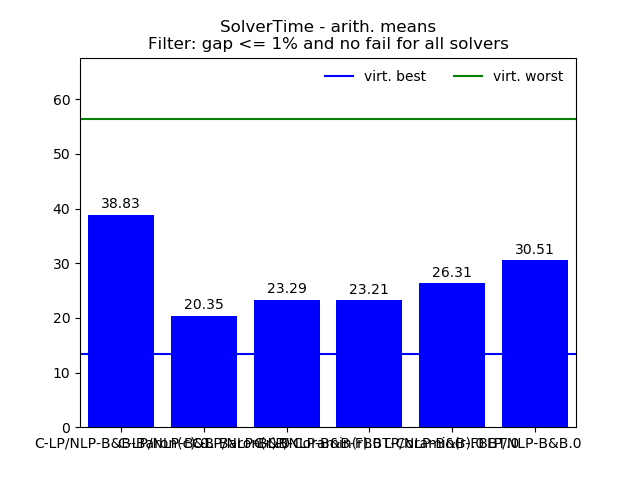 SolverTime - arith. means
Filter: gap <= 1% and no fail for all solvers
virt. best
virt. worst
60
50
40
30
20
10
0
38.83
20.35
23.29
23.21
26.31
30.51
C-LP/NLP-B&B
NLP-B&B.0